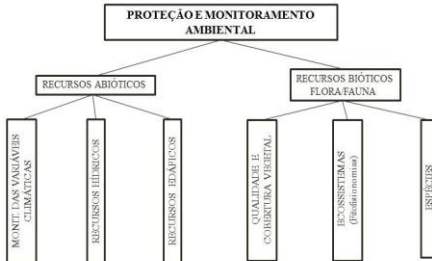 PROTEÇÃO E MONITORAMENTO
AMBIENTAL
RECURSOS ABIÓTICOS
RECURSOS BIÓTICOS
FLORA/FAUNA
MONIT. DAS VARIÁVEIS
CLIMÁTICAS
RECURSOS HÍDRICOS
RECURSOS EDÁFICOS
QUALIDADE E
COBERTURA VEGETAL
ECOSSISTEMAS
(Fitofisionomias)
ESPÉCIES